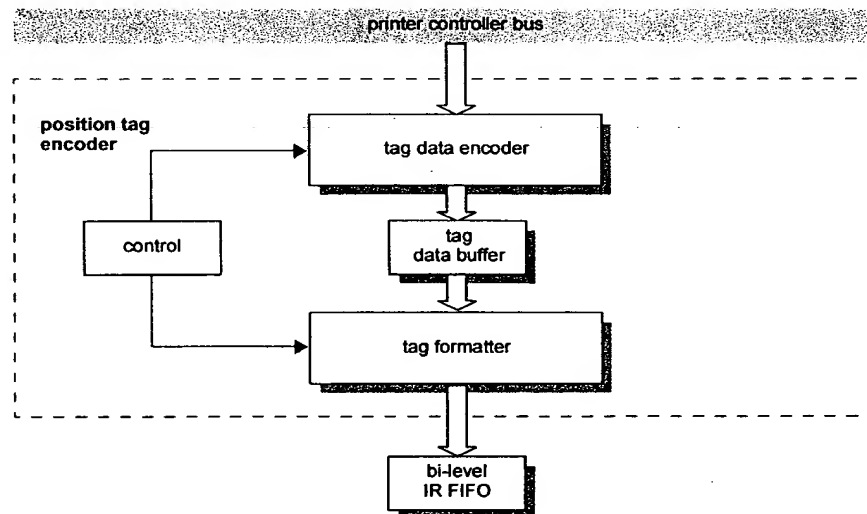 printer controller bus
position tag
encoder
tag data encoder
control
tag
data buffer
tag formatter
bi-level
IR FIFO